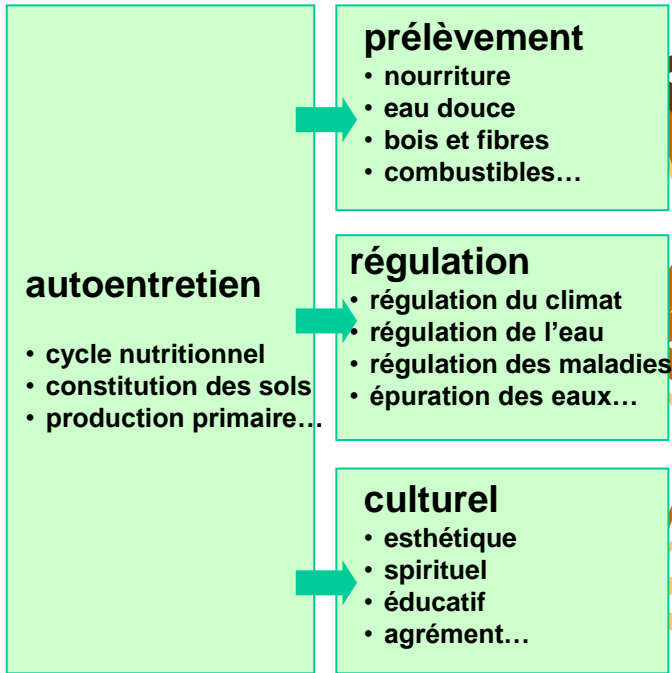 autoentretien
• cycle nutritionnel
• constitution des sols
• production primaire…
prélèvement
• nourriture
• eau douce
• bois et fibres
• combustibles…
régulation
• régulation du climat
• régulation de l’eau
• régulation des maladies
• épuration des eaux…
culturel
• esthétique
• spirituel
• éducatif
• agrément…